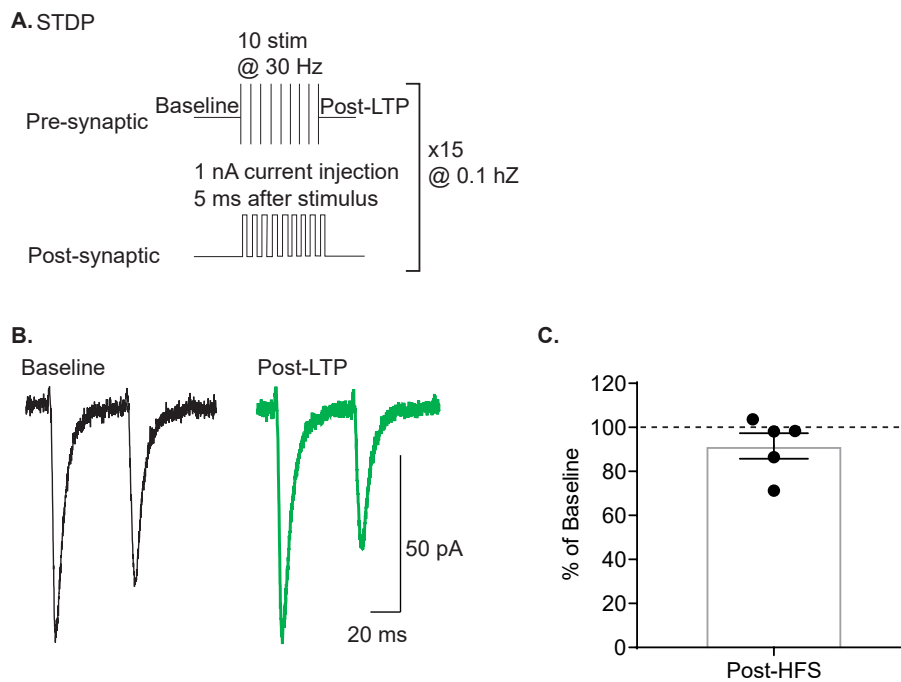 A. STDP
10 stim
@ 30 Hz
Baseline
Post-LTP
Pre-synaptic
x15
@ 0.1 hZ
1 nA current injection
5 ms after stimulus
Post-synaptic
B.
Baseline
Post-LTP
50 pA
20 ms
C.
% of Baseline
120
100
80
60
40
20
0
Post-HFS